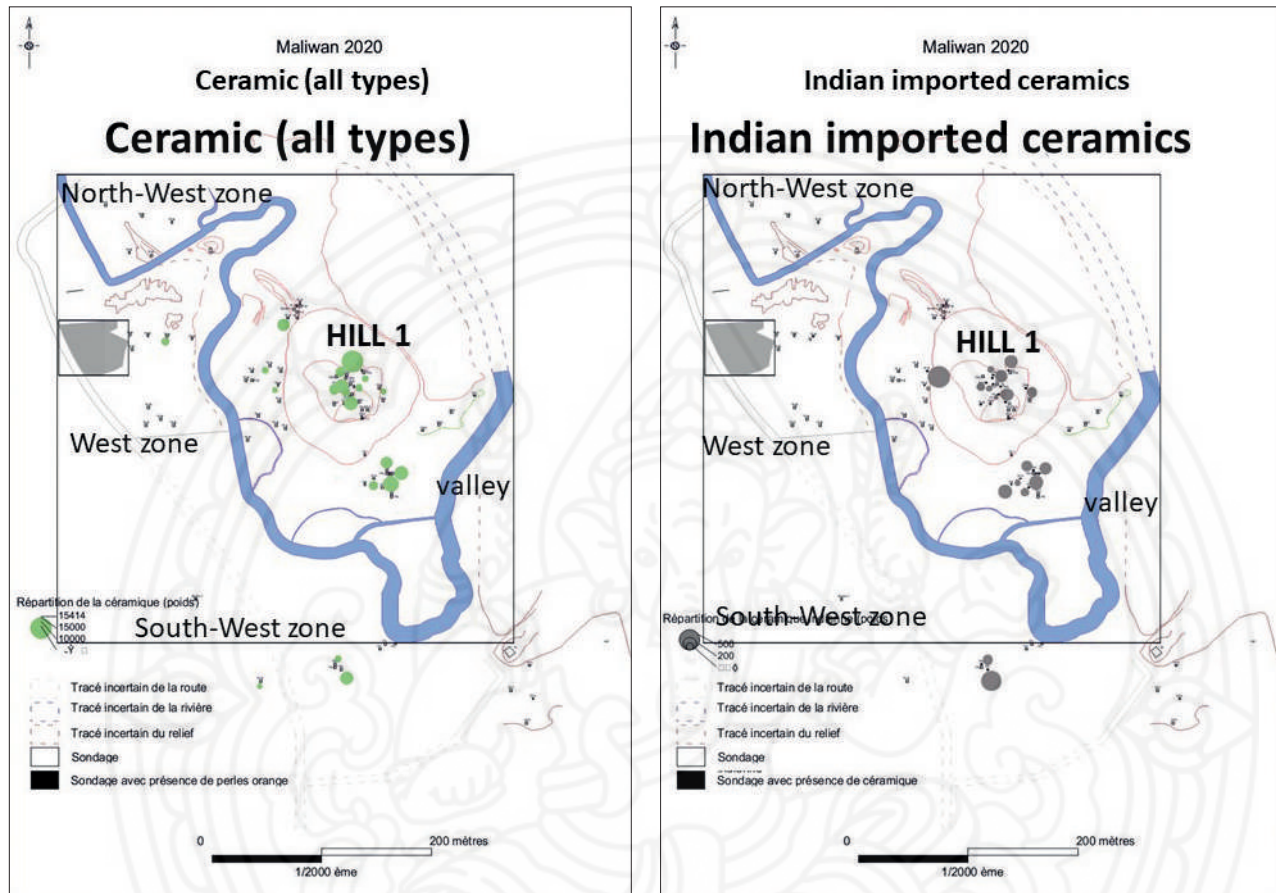 Maliwan 2020
Ceramic (all types)
Ceramic (all types)
North-West zone
HILL 1
West zone
valley
Répartition de la céramique (poids)
15414
15000
10000
South-West zone
Tracé incertain de la route
Tracé incertain de la rivière
Tracé incertain du relief
Sondage
Sondage avec présence de perles orange
0
200 mètres
1/2000 ème
Maliwan 2020
Indian imported ceramics
Indian imported ceramics
North-West zone
HILL 1
West zone
valley
South-West zone
Répartition de la céramique (poids)
500
200
Tracé incertain de la route
Tracé incertain de la rivière
Tracé incertain du relief
Sondage
Sondage avec présence de céramique
0
200 mètres
1/2000 ème